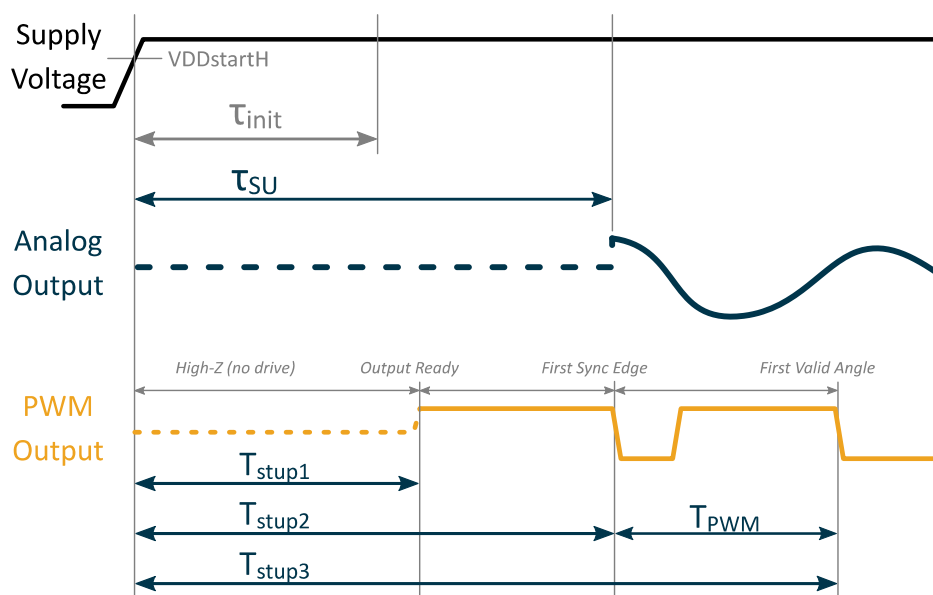 Supply
Voltage
VDDstartH
τinit
τSU
Analog
Output
High-Z (no drive)
Output Ready
First Sync Edge
First Valid Angle
PWM
Output
Tstup1
Tstup2
TPWM
Tstup3